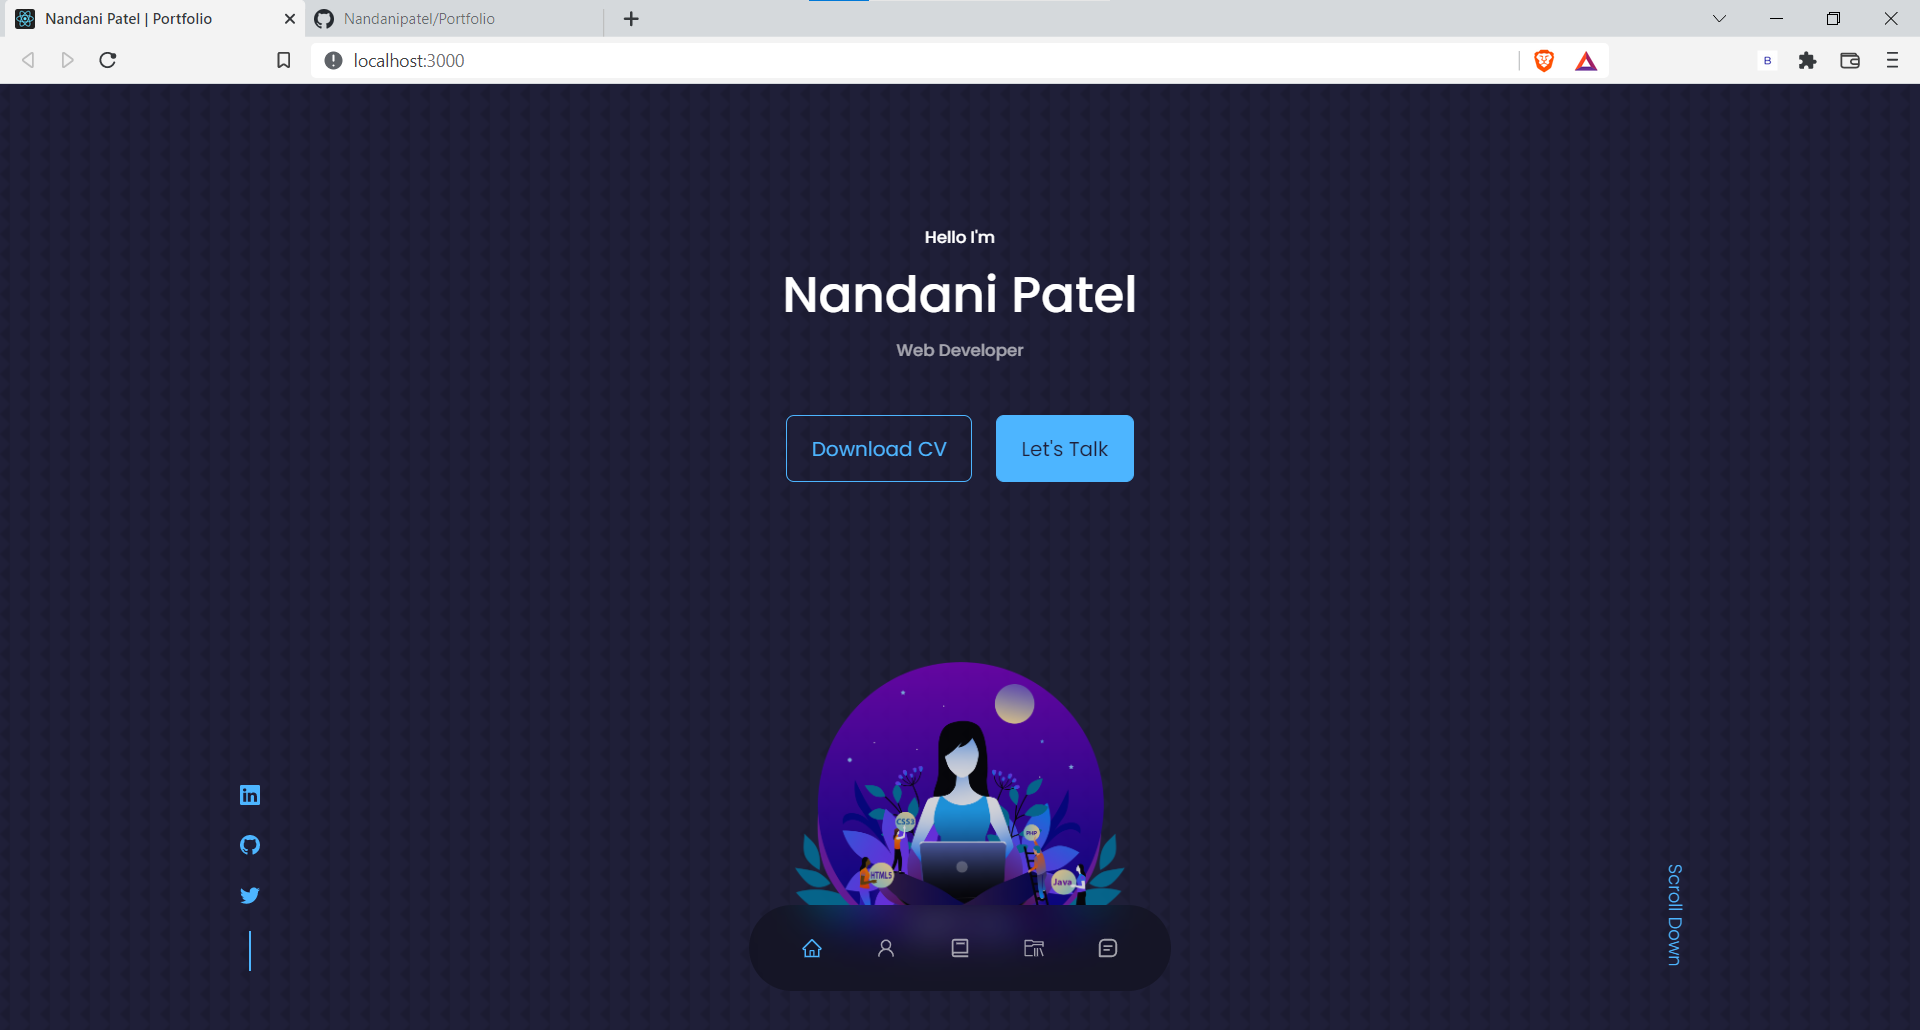 Nandani Patel | Portfolio
Nandanipatel/Portfolio
localhost:3000
B
Hello I'm
Nandani Patel
Web Developer
Download CV
Let's Talk
CSS3
PHP
HTML5
Java
in
Scroll Down